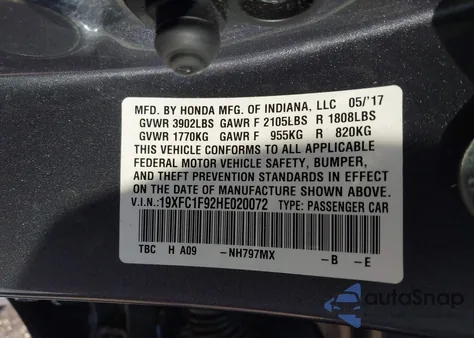 MFD. BY HONDA MFG. OF INDIANA, LLC 05/'17
GVWR 3902LBS GAWR F 2105LBS R 1808LBS
GVWR 1770KG GAWR F 955KG R 820KG
THIS VEHICLE CONFORMS TO ALL APPLICABLE
FEDERAL MOTOR VEHICLE SAFETY, BUMPER,
AND THEFT PREVENTION STANDARDS IN EFFECT
ON THE DATE OF MANUFACTURE SHOWN ABOVE.
V.I.N.:19XFC1F92HE020072 TYPE: PASSENGER CAR
TBC H A09 -NH797MX -B -E
autoSnap